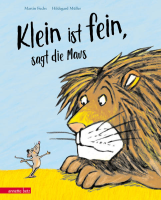 Martin Fuchs · Hildegard Müller
Klein ist fein,
sagt die Maus
annette betz